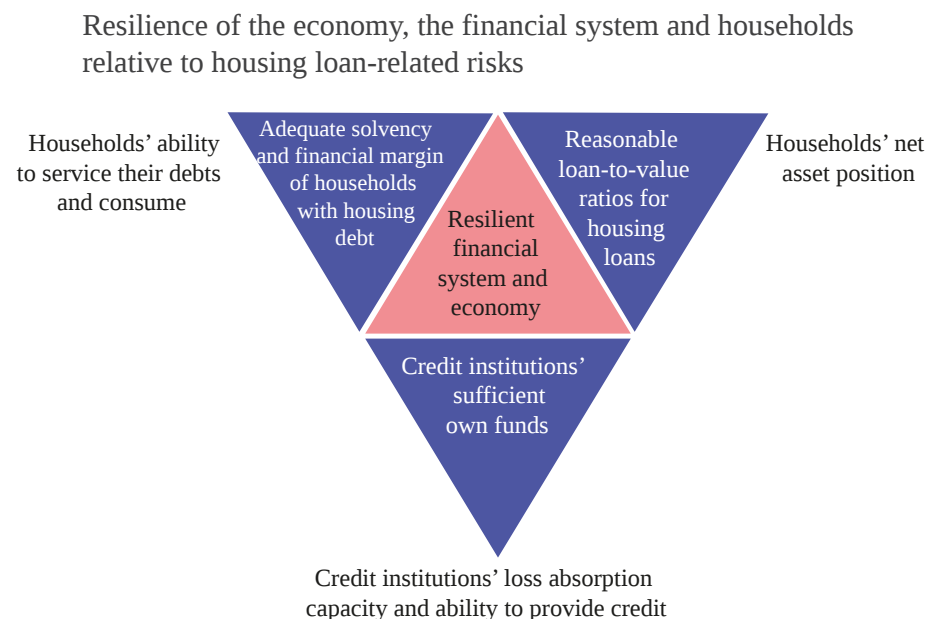 Resilience of the economy, the financial system and households
relative to housing loan-related risks
Households’ ability
to service their debts
and consume
Adequate solvency
and financial margin
of households
with housing
debt
Resilient
financial
system and
economy
Reasonable
loan-to-value
ratios for
housing
loans
Households’ net
asset position
Credit institutions’
sufficient
own funds
Credit institutions’ loss absorption
capacity and ability to provide credit